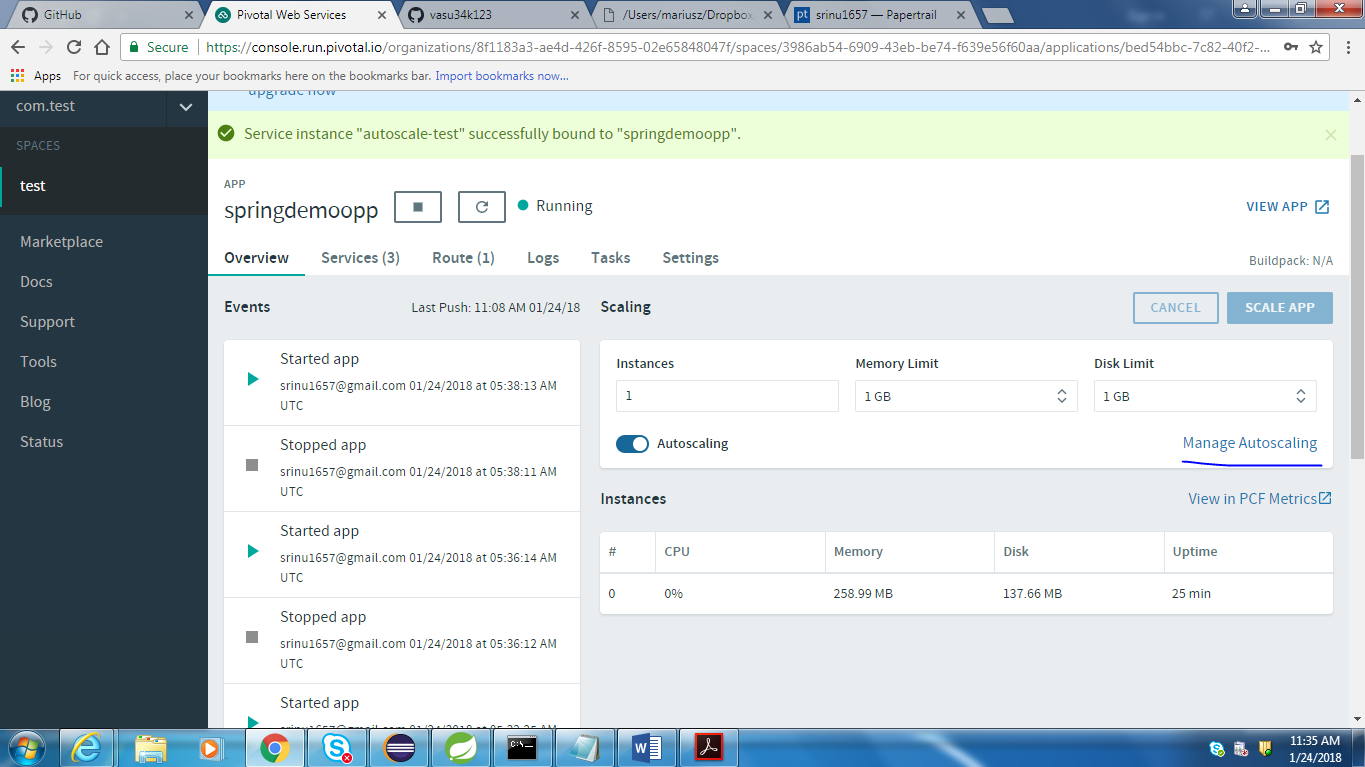 GitHub
Pivotal Web Services
vasu34k123
/Users/mariusz/Dropbox
srinu1657 — Papertrail
Secure
https://console.run.pivotal.io/organizations/8f1183a3-ae4d-426f-8595-02e65848047f/spaces/3986ab54-6909-43eb-be74-f639e56f60aa/applications/bed54bbc-7c82-40f2-...
Apps
For quick access, place your bookmarks here on the bookmarks bar.
Import bookmarks now...
com.test
SPACES
test
Marketplace
Docs
Support
Tools
Blog
Status
upgrade now
Service instance "autoscale-test" successfully bound to "springdemoopp".
APP
springdemoopp
Running
VIEW APP
Overview
Services (3)
Route (1)
Logs
Tasks
Settings
Buildpack: N/A
Events
Last Push: 11:08 AM 01/24/18
Started app
srinu1657@gmail.com 01/24/2018 at 05:38:13 AM
UTC
Stopped app
srinu1657@gmail.com 01/24/2018 at 05:38:11 AM
UTC
Started app
srinu1657@gmail.com 01/24/2018 at 05:36:14 AM
UTC
Stopped app
srinu1657@gmail.com 01/24/2018 at 05:36:12 AM
UTC
Started app
Scaling
CANCEL
SCALE APP
Instances
Memory Limit
Disk Limit
1
1 GB
1 GB
Autoscaling
Manage Autoscaling
Instances
View in PCF Metrics
#
CPU
Memory
Disk
Uptime
0
0%
258.99 MB
137.66 MB
25 min
11:35 AM
1/24/2018